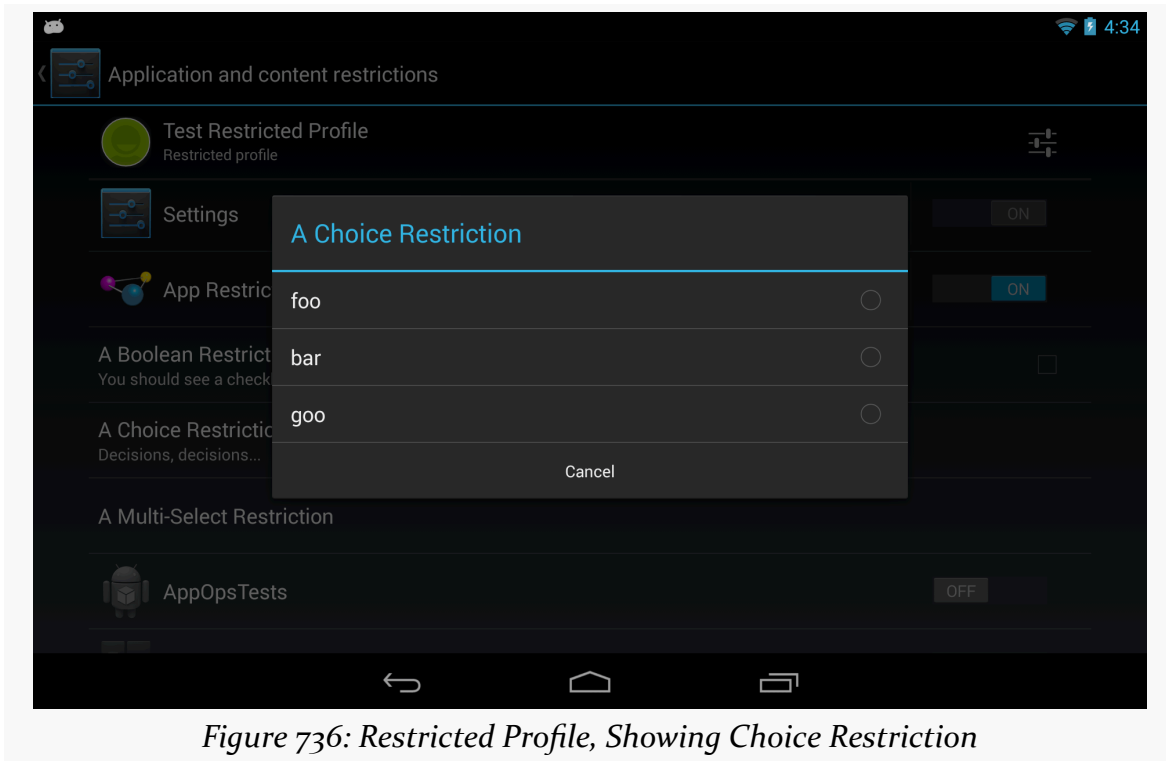 4:34
Application and content restrictions
Test Restricted Profile
Restricted profile
Settings
ON
A Choice Restriction
App Restric
ON
foo
A Boolean Restrict
You should see a check
bar
A Choice Restrictio
Decisions, decisions...
goo
Cancel
A Multi-Select Restriction
AppOpsTests
OFF
Figure 736: Restricted Profile, Showing Choice Restriction